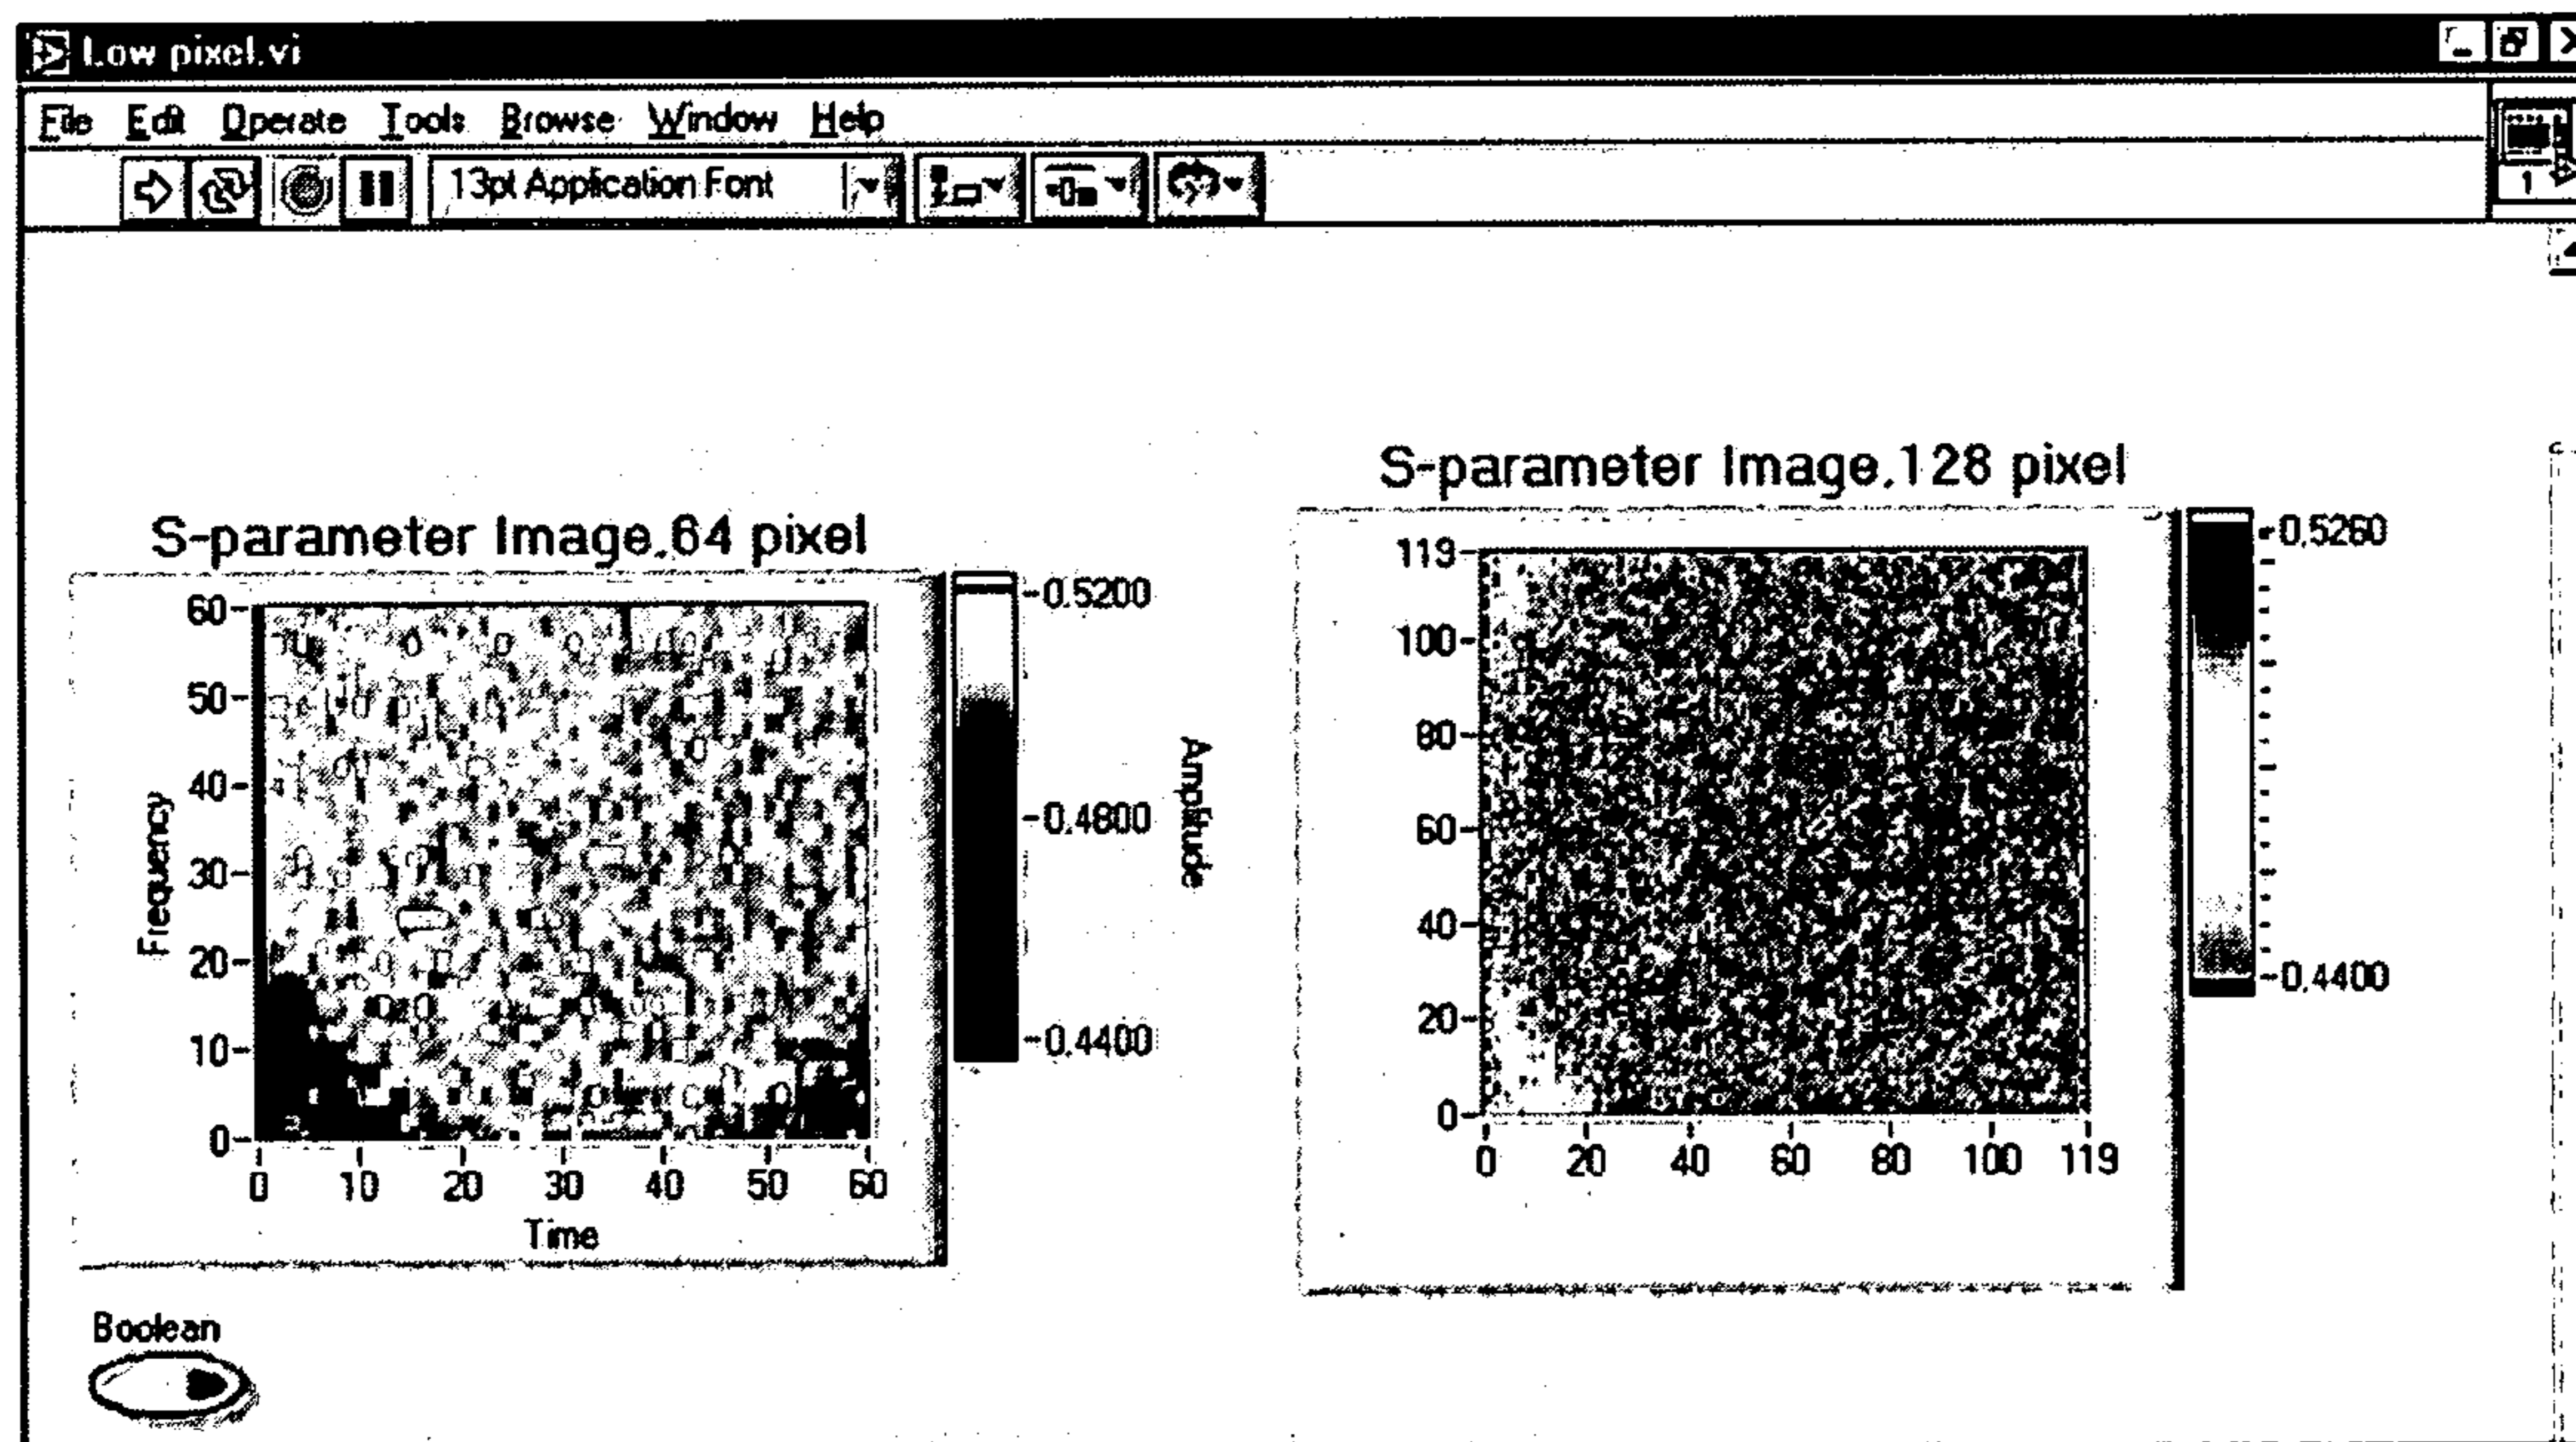 Low pixel.vi
File Edit Operate Tools Browse Window Help
13pt Application Font
1
S-parameter Image.64 pixel
60
50
40
30
20
10
0
Frequency
0 10 20 30 40 50 60
Time
0.5200
0.4800
0.4400
Amplitude
S-parameter Image.128 pixel
119
100
80
60
40
20
0
0 20 40 60 80 100 119
0.5260
0.4400
Boolean